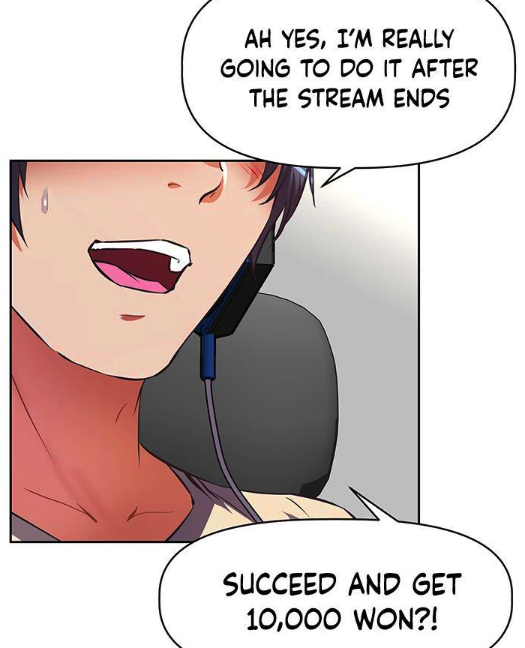 AH YES, I'M REALLY
GOING TO DO IT AFTER
THE STREAM ENDS
SUCCEED AND GET
10,000 WON?!